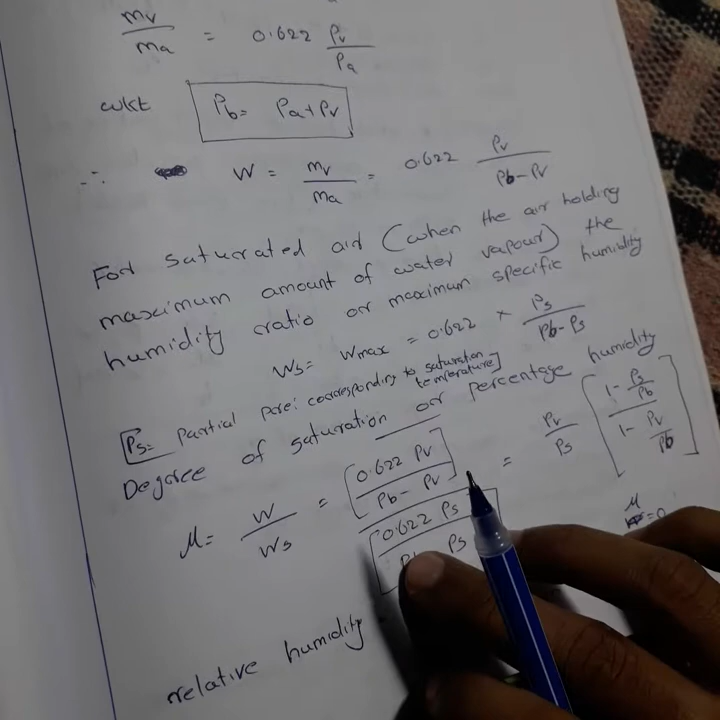 mv/ma = 0.622 Pv/Pa
wkt Pb = Pa+Pv
∴ W = mv/ma = 0.622 Pv/Pb-Pv
For saturated air (when the air holding
maximum amount of water vapour) the
humidity ratio or maximum specific humidity
Ws = Wmax = 0.622 × Ps/Pb-Ps
[Ps = Partial Pre: corresponding to saturation
temperature]
Degree of saturation or percentage humidity
μ = W/Ws = [0.622 Pv/Pb-Pv]/[0.622 Ps/ Ps = Pv/Ps [1-Ps/Pb/1-Pv/Pb]
μ =0
relative humidity